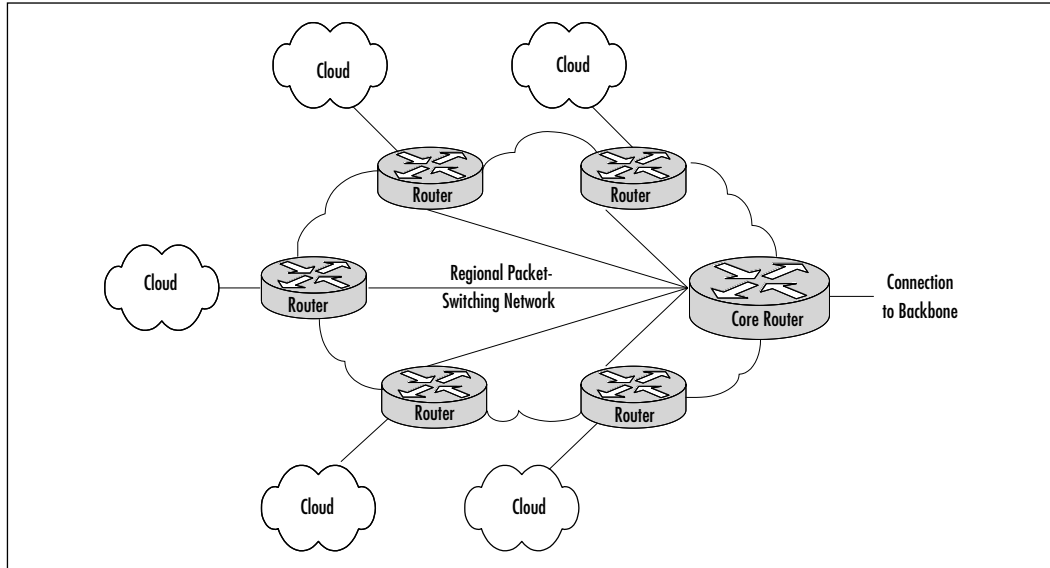 Cloud
Cloud
Router
Router
Cloud
Router
Regional Packet-
Switching Network
Core Router
Connection
to Backbone
Router
Router
Cloud
Cloud